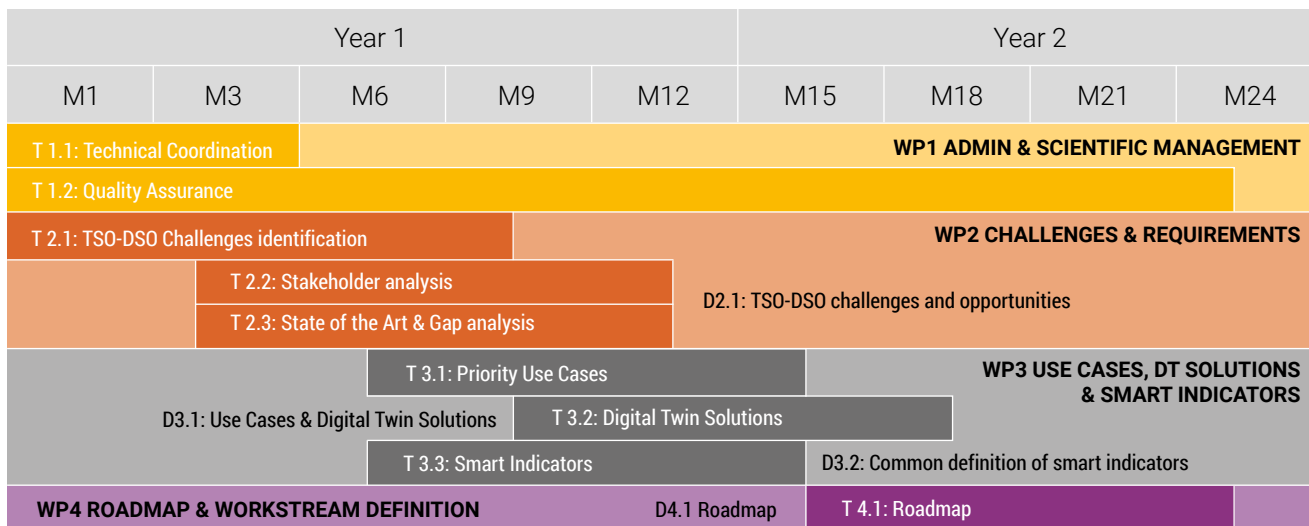 Year 1
Year 2
M1
M3
M6
M9
M12
M15
M18
M21
M24
T 1.1: Technical Coordination
WP1 ADMIN & SCIENTIFIC MANAGEMENT
T 1.2: Quality Assurance
T 2.1: TSO-DSO Challenges identification
WP2 CHALLENGES & REQUIREMENTS
T 2.2: Stakeholder analysis
D2.1: TSO-DSO challenges and opportunities
T 2.3: State of the Art & Gap analysis
T 3.1: Priority Use Cases
WP3 USE CASES, DT SOLUTIONS
& SMART INDICATORS
D3.1: Use Cases & Digital Twin Solutions
T 3.2: Digital Twin Solutions
T 3.3: Smart Indicators
D3.2: Common definition of smart indicators
WP4 ROADMAP & WORKSTREAM DEFINITION
D4.1 Roadmap
T 4.1: Roadmap